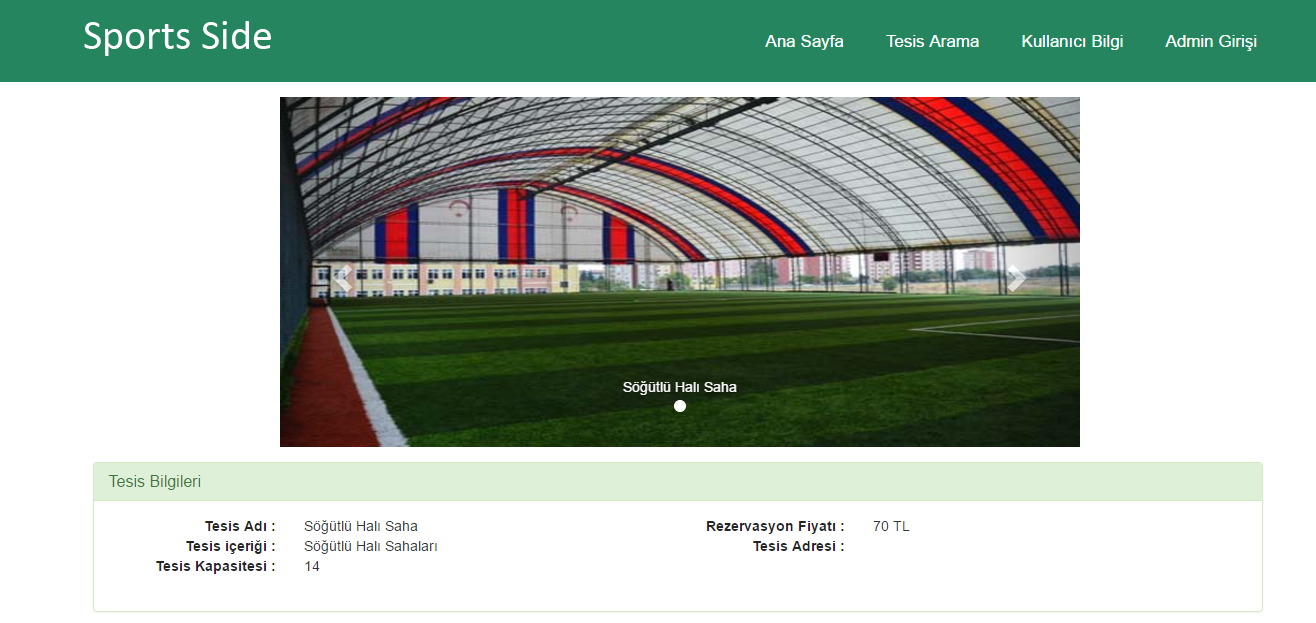 Sports Side
Ana Sayfa Tesis Arama Kullanıcı Bilgi Admin Girişi
Söğütlü Halı Saha
Tesis Bilgileri
Tesis Adı : Söğütlü Halı Saha
Tesis içeriği : Söğütlü Halı Sahaları
Tesis Kapasitesi : 14
Rezervasyon Fiyatı : 70 TL
Tesis Adresi :